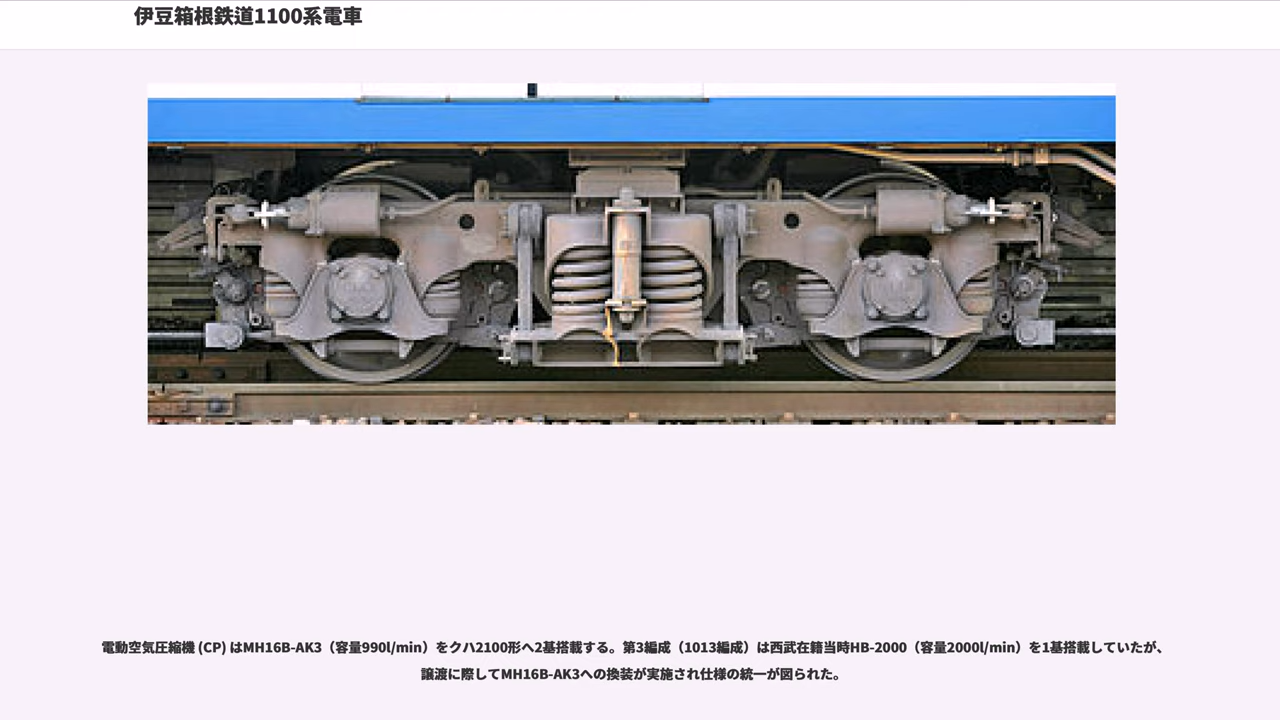 伊豆箱根鉄道1100系電車
電動空気圧縮機 (CP) はMH16B-AK3（容量990l/min）をクハ2100形へ2基搭載する。第3編成（1013編成）は西武在籍当時HB-2000（容量2000l/min）を1基搭載していたが、
譲渡に際してMH16B-AK3への換装が実施され仕様の統一が図られた。